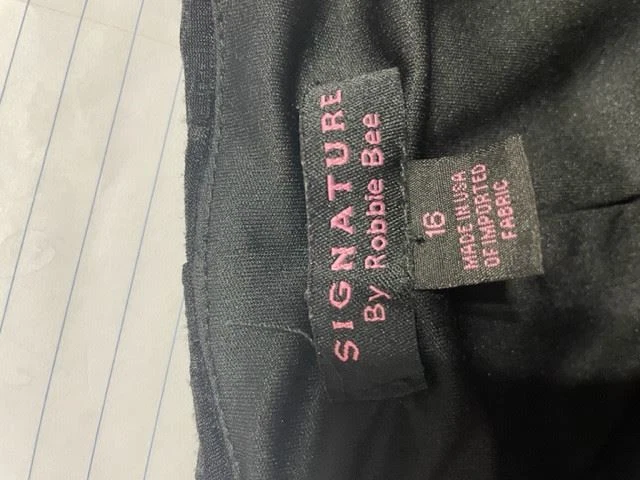 SIGNATURE
By Robbie Bee
16
MADE IN USA
OF IMPORTED
FABRIC